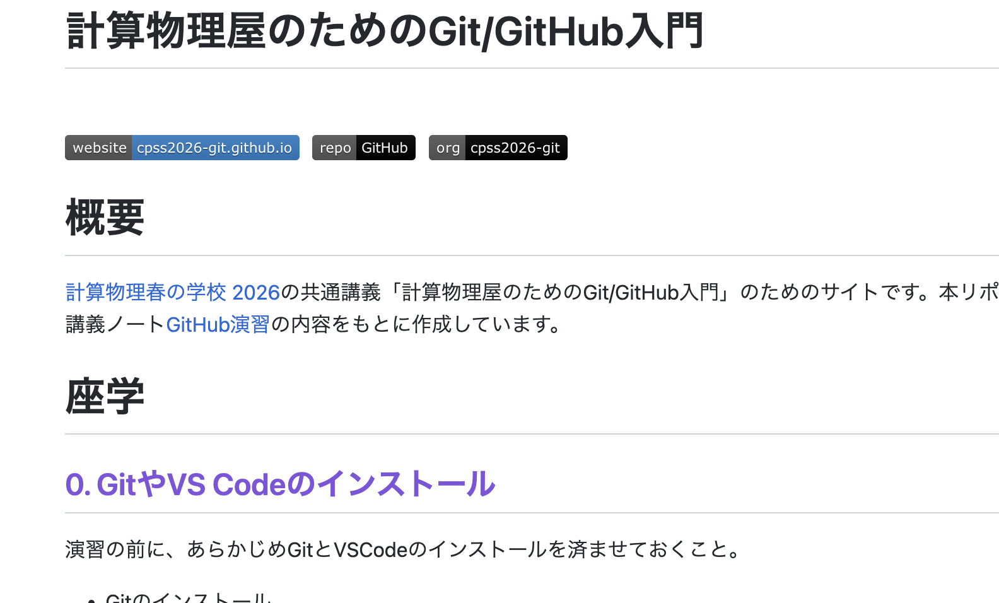 計算物理屋のためのGit/GitHub入門
website cpss2026-git.github.io repo GitHub org cpss2026-git
概要
計算物理春の学校 2026の共通講義「計算物理屋のためのGit/GitHub入門」のためのサイトです。本リポ
講義ノートGitHub演習の内容をもとに作成しています。
座学
0. GitやVS Codeのインストール
演習の前に、あらかじめGitとVSCodeのインストールを済ませておくこと。
• Gitのインストール